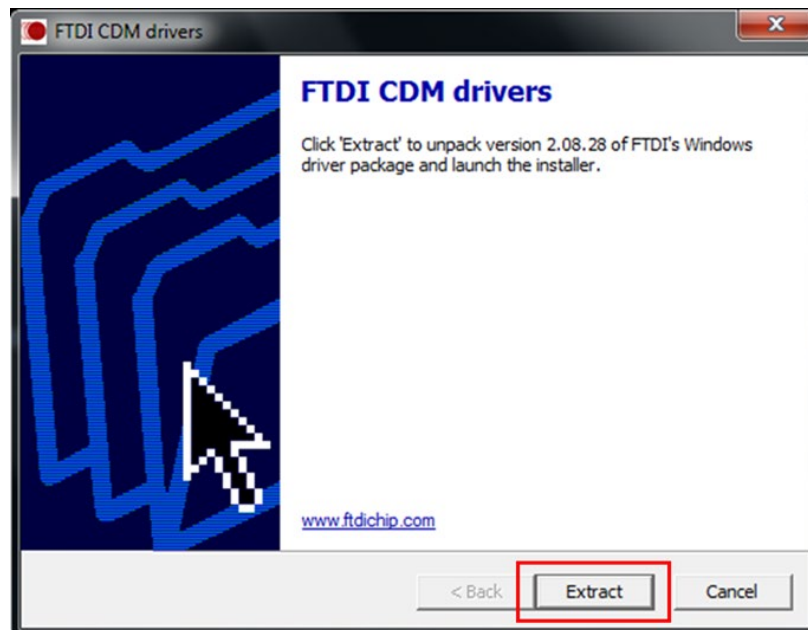 FTDI CDM drivers
FTDI CDM drivers
Click 'Extract' to unpack version 2.08.28 of FTDI's Windows
driver package and launch the installer.
www.ftdichip.com
< Back
Extract
Cancel